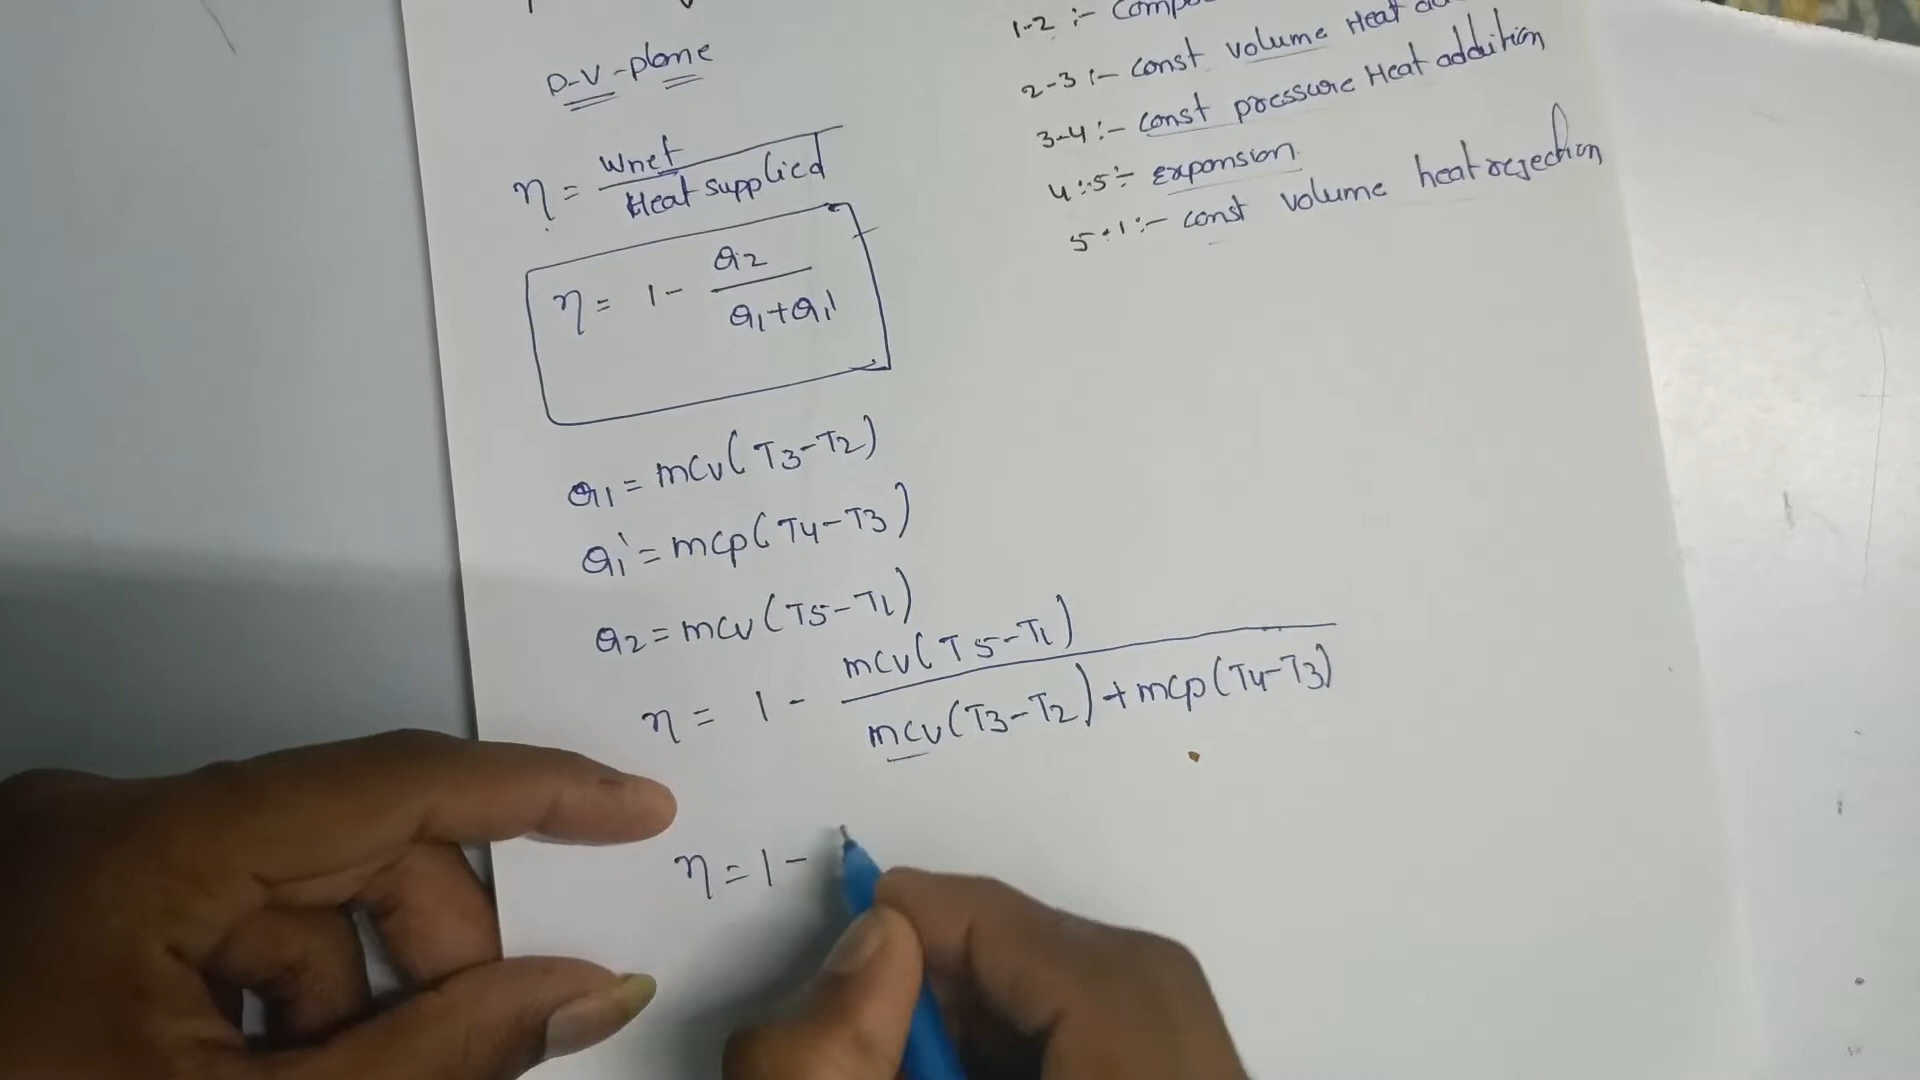 P-V-plane
η = Wnet / Heat supplied
η = 1 - Q2 / Q1+Q1'
Q1 = mcv(T3-T2)
Q1' = mcp(T4-T3)
Q2 = mcv(T5-T1)
η = 1 - mcv(T5-T1) / mcv(T3-T2)+mcp(T4-T3)
η = 1 -
1-2 :-
2-3 :- const volume Heat
3-4 :- const pressure Heat addition
4:-5 ÷ expansion
5-1 :- const volume heat rejection